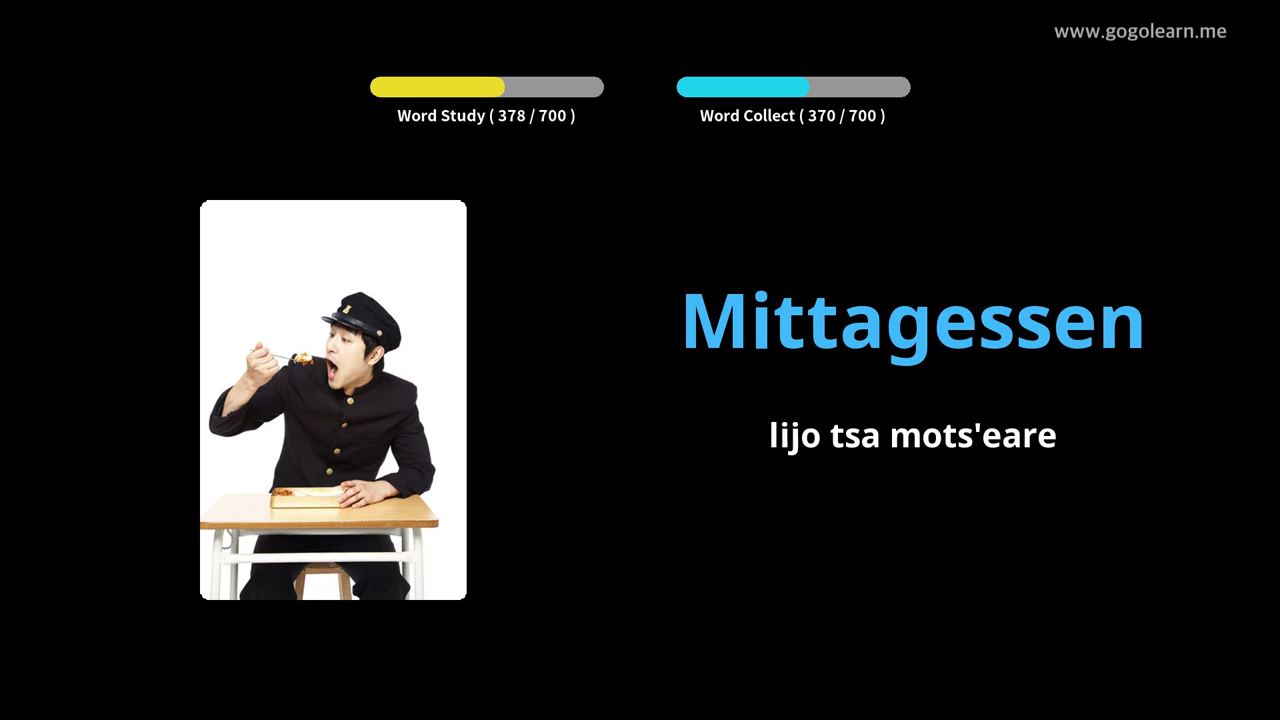 www.gogolearn.me
Word Study ( 378 / 700 )
Word Collect ( 370 / 700 )
Mittagessen
lijo tsa mots'eare